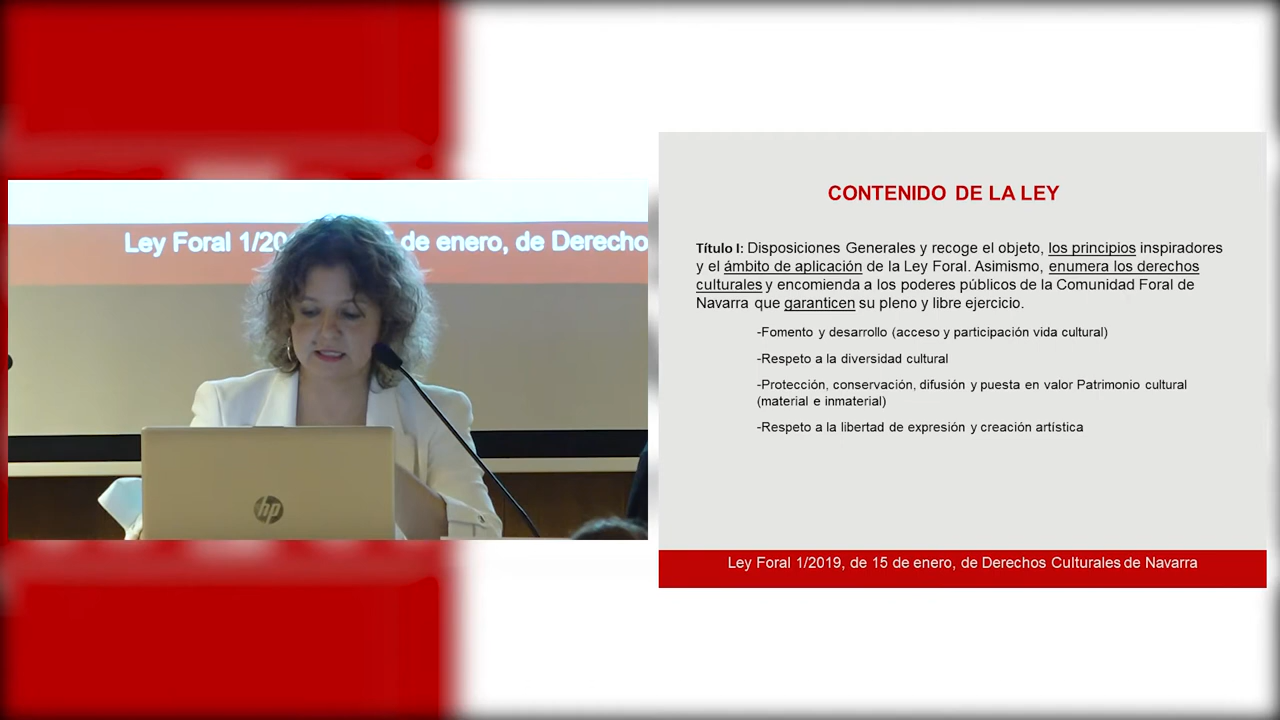 Ley Foral 1/20 de enero, de Derecho
hp
CONTENIDO DE LA LEY
Título I: Disposiciones Generales y recoge el objeto, los principios inspiradores
y el ámbito de aplicación de la Ley Foral. Asimismo, enumera los derechos
culturales y encomienda a los poderes públicos de la Comunidad Foral de
Navarra que garanticen su pleno y libre ejercicio.
-Fomento y desarrollo (acceso y participación vida cultural)
-Respeto a la diversidad cultural
-Protección, conservación, difusión y puesta en valor Patrimonio cultural
(material e inmaterial)
-Respeto a la libertad de expresión y creación artística
Ley Foral 1/2019, de 15 de enero, de Derechos Culturales de Navarra